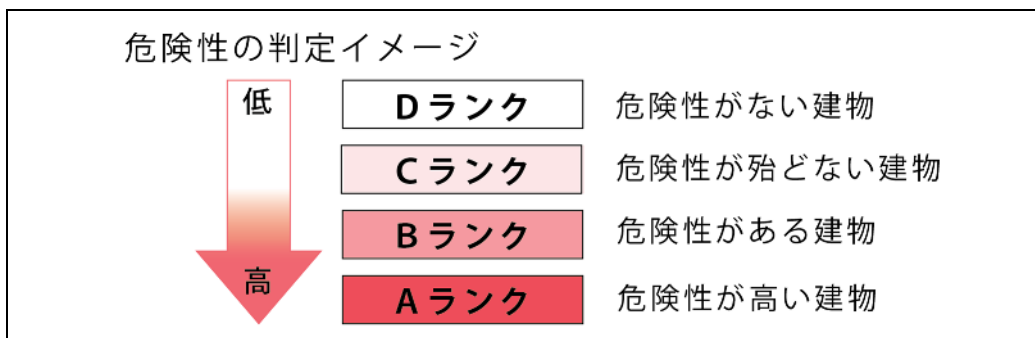 危険性の判定イメージ
低
Dランク 危険性がない建物
Cランク 危険性が殆どない建物
Bランク 危険性がある建物
高
Aランク 危険性が高い建物